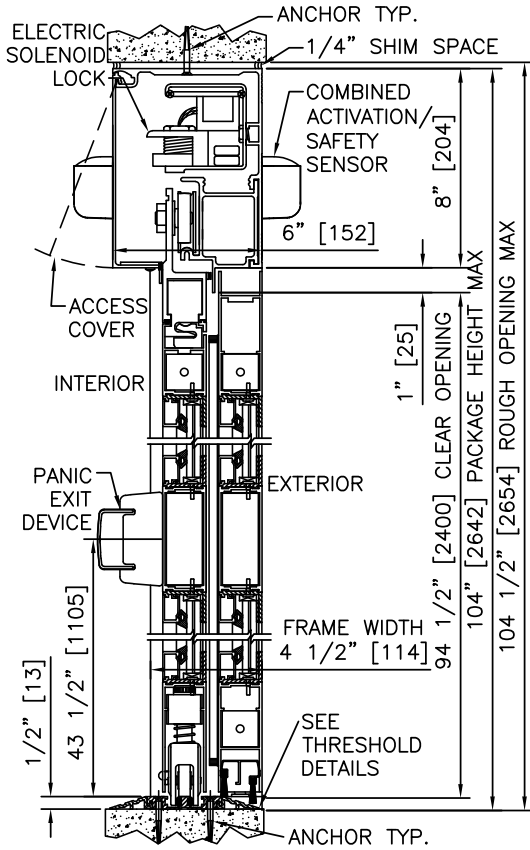 ANCHOR TYP.
ELECTRIC
SOLENOID
LOCK
1/4" SHIM SPACE
COMBINED
ACTIVATION/
SAFETY
SENSOR
8" [204]
6" [152]
ACCESS
COVER
1" [25]
INTERIOR
EXTERIOR
PANIC
EXIT
DEVICE
94 1/2" [2400] CLEAR OPENING
104" [2642] PACKAGE HEIGHT MAX
104 1/2" [2654] ROUGH OPENING MAX
FRAME WIDTH
4 1/2" [114]
1/2" [13]
43 1/2" [1105]
SEE
THRESHOLD
DETAILS
ANCHOR TYP.